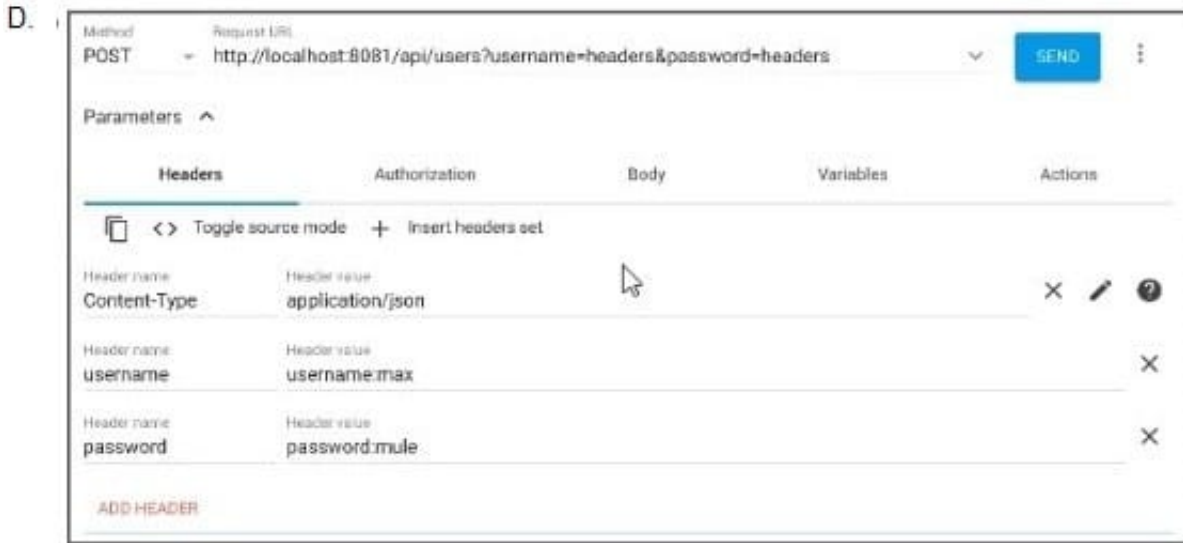 D.
Method Request URL
POST http://localhost:8081/api/users?username=headers&password=headers SEND
Parameters
Headers Authorization Body Variables Actions
<> Toggle source mode + Insert headers set
Header name Header value
Content-Type application/json
Header name Header value
username username:max
Header name Header value
password password:mule
ADD HEADER